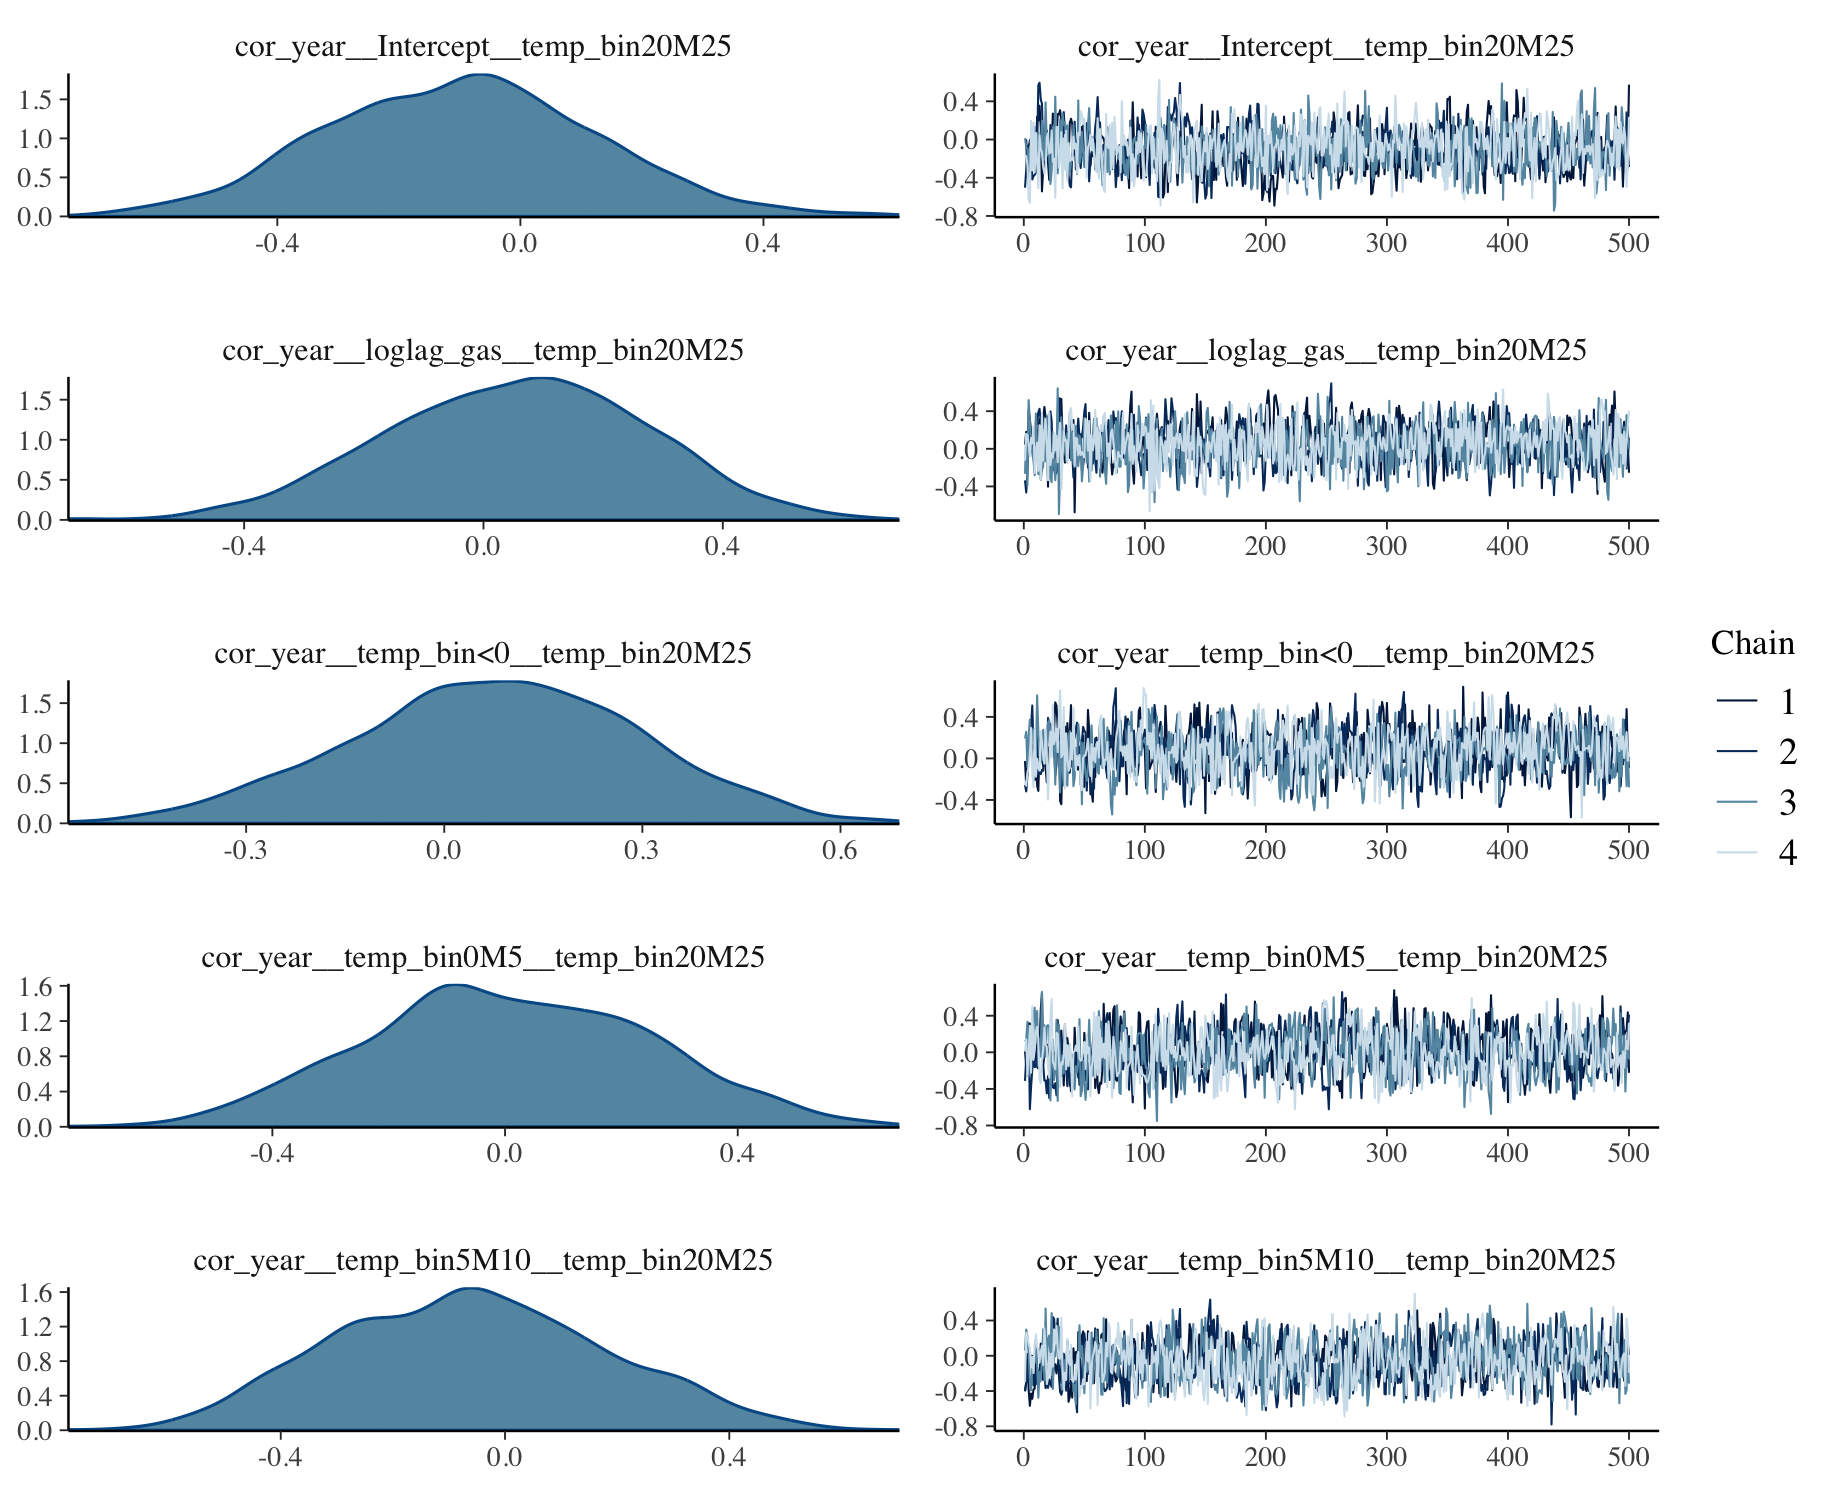 cor_year__Intercept__temp_bin20M25 cor_year__Intercept__temp_bin20M25
1.5
1.0
0.5
0.0
-0.4 0.0 0.4
0.4
0.0
-0.4
-0.8
0 100 200 300 400 500
cor_year__loglag_gas__temp_bin20M25 cor_year__loglag_gas__temp_bin20M25
1.5
1.0
0.5
0.0
-0.4 0.0 0.4
0.4
0.0
-0.4
0 100 200 300 400 500
cor_year__temp_bin<0__temp_bin20M25 cor_year__temp_bin<0__temp_bin20M25
1.5
1.0
0.5
0.0
-0.3 0.0 0.3 0.6
0.4
0.0
-0.4
0 100 200 300 400 500
Chain
1
2
3
4
cor_year__temp_bin0M5__temp_bin20M25 cor_year__temp_bin0M5__temp_bin20M25
1.6
1.2
0.8
0.4
0.0
-0.4 0.0 0.4
0.4
0.0
-0.4
-0.8
0 100 200 300 400 500
cor_year__temp_bin5M10__temp_bin20M25 cor_year__temp_bin5M10__temp_bin20M25
1.6
1.2
0.8
0.4
0.0
-0.4 0.0 0.4
0.4
0.0
-0.4
-0.8
0 100 200 300 400 500